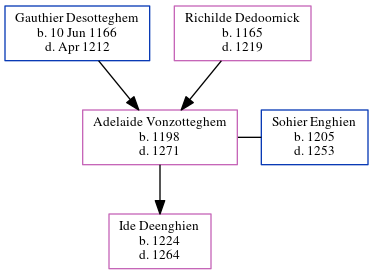 Gauthier Desotteghem
b. 10 Jun 1166
d. Apr 1212
Richilde Dedoornick
b. 1165
d. 1219
Adelaide Vonzotteghem
b. 1198
d. 1271
Sohier Enghien
b. 1205
d. 1253
Ide Deenghien
b. 1224
d. 1264